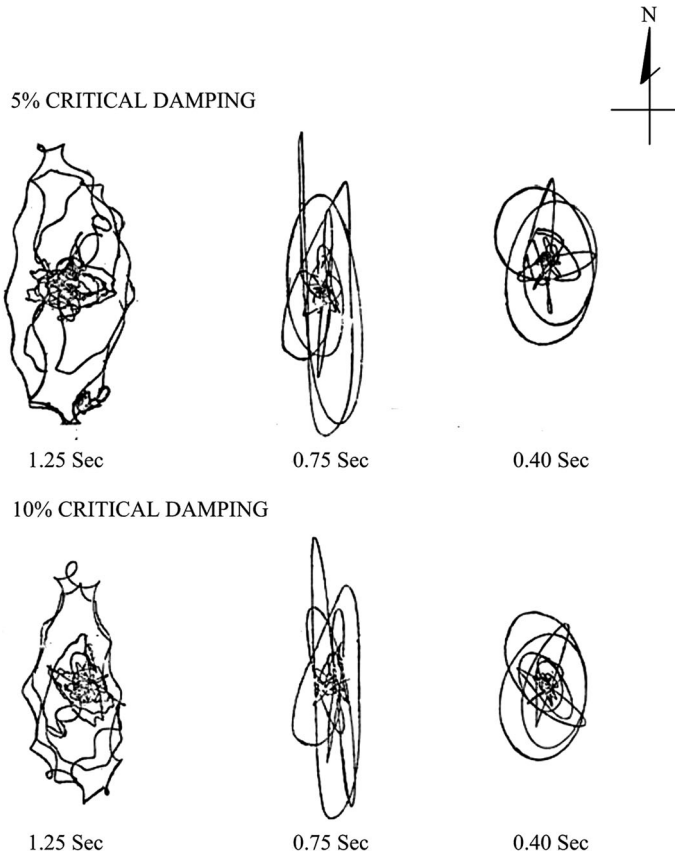 N
5% CRITICAL DAMPING
1.25 Sec 0.75 Sec 0.40 Sec
10% CRITICAL DAMPING
1.25 Sec 0.75 Sec 0.40 Sec